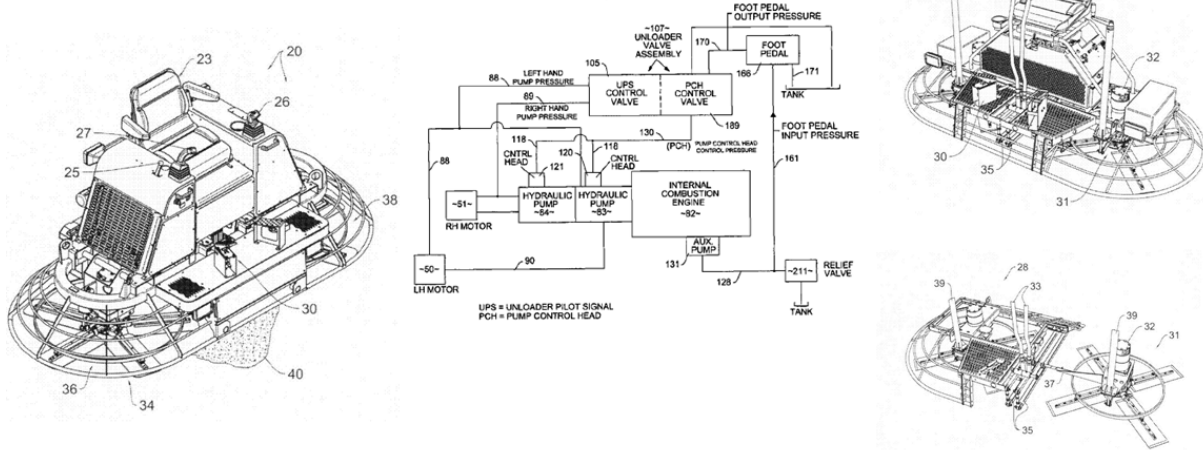 20
23
26
27
25
38
30
40
36
34
FOOT PEDAL
OUTPUT PRESSURE
~107~
UNLOADER
VALVE
ASSEMBLY
170
FOOT
PEDAL
105
166
171
TANK
LEFT HAND
PUMP PRESSURE
88
UPS
CONTROL
VALVE
PCH
CONTROL
VALVE
89
RIGHT HAND
PUMP PRESSURE
189
130
(PCH)
PUMP CONTROL HEAD
CONTROL PRESSURE
FOOT PEDAL
INPUT PRESSURE
118
118
CNTRL
HEAD
120
CNTRL
HEAD
121
88
161
~51~
RH MOTOR
HYDRAULIC
PUMP
~84~
HYDRAULIC
PUMP
~83~
INTERNAL
COMBUSTION
ENGINE
~82~
AUX.
PUMP
131
~50~
LH MOTOR
90
128
~211~
RELIEF
VALVE
TANK
UPS = UNLOADER PILOT SIGNAL
PCH = PUMP CONTROL HEAD
32
30
35
31
28
39
33
39
32
31
37
35